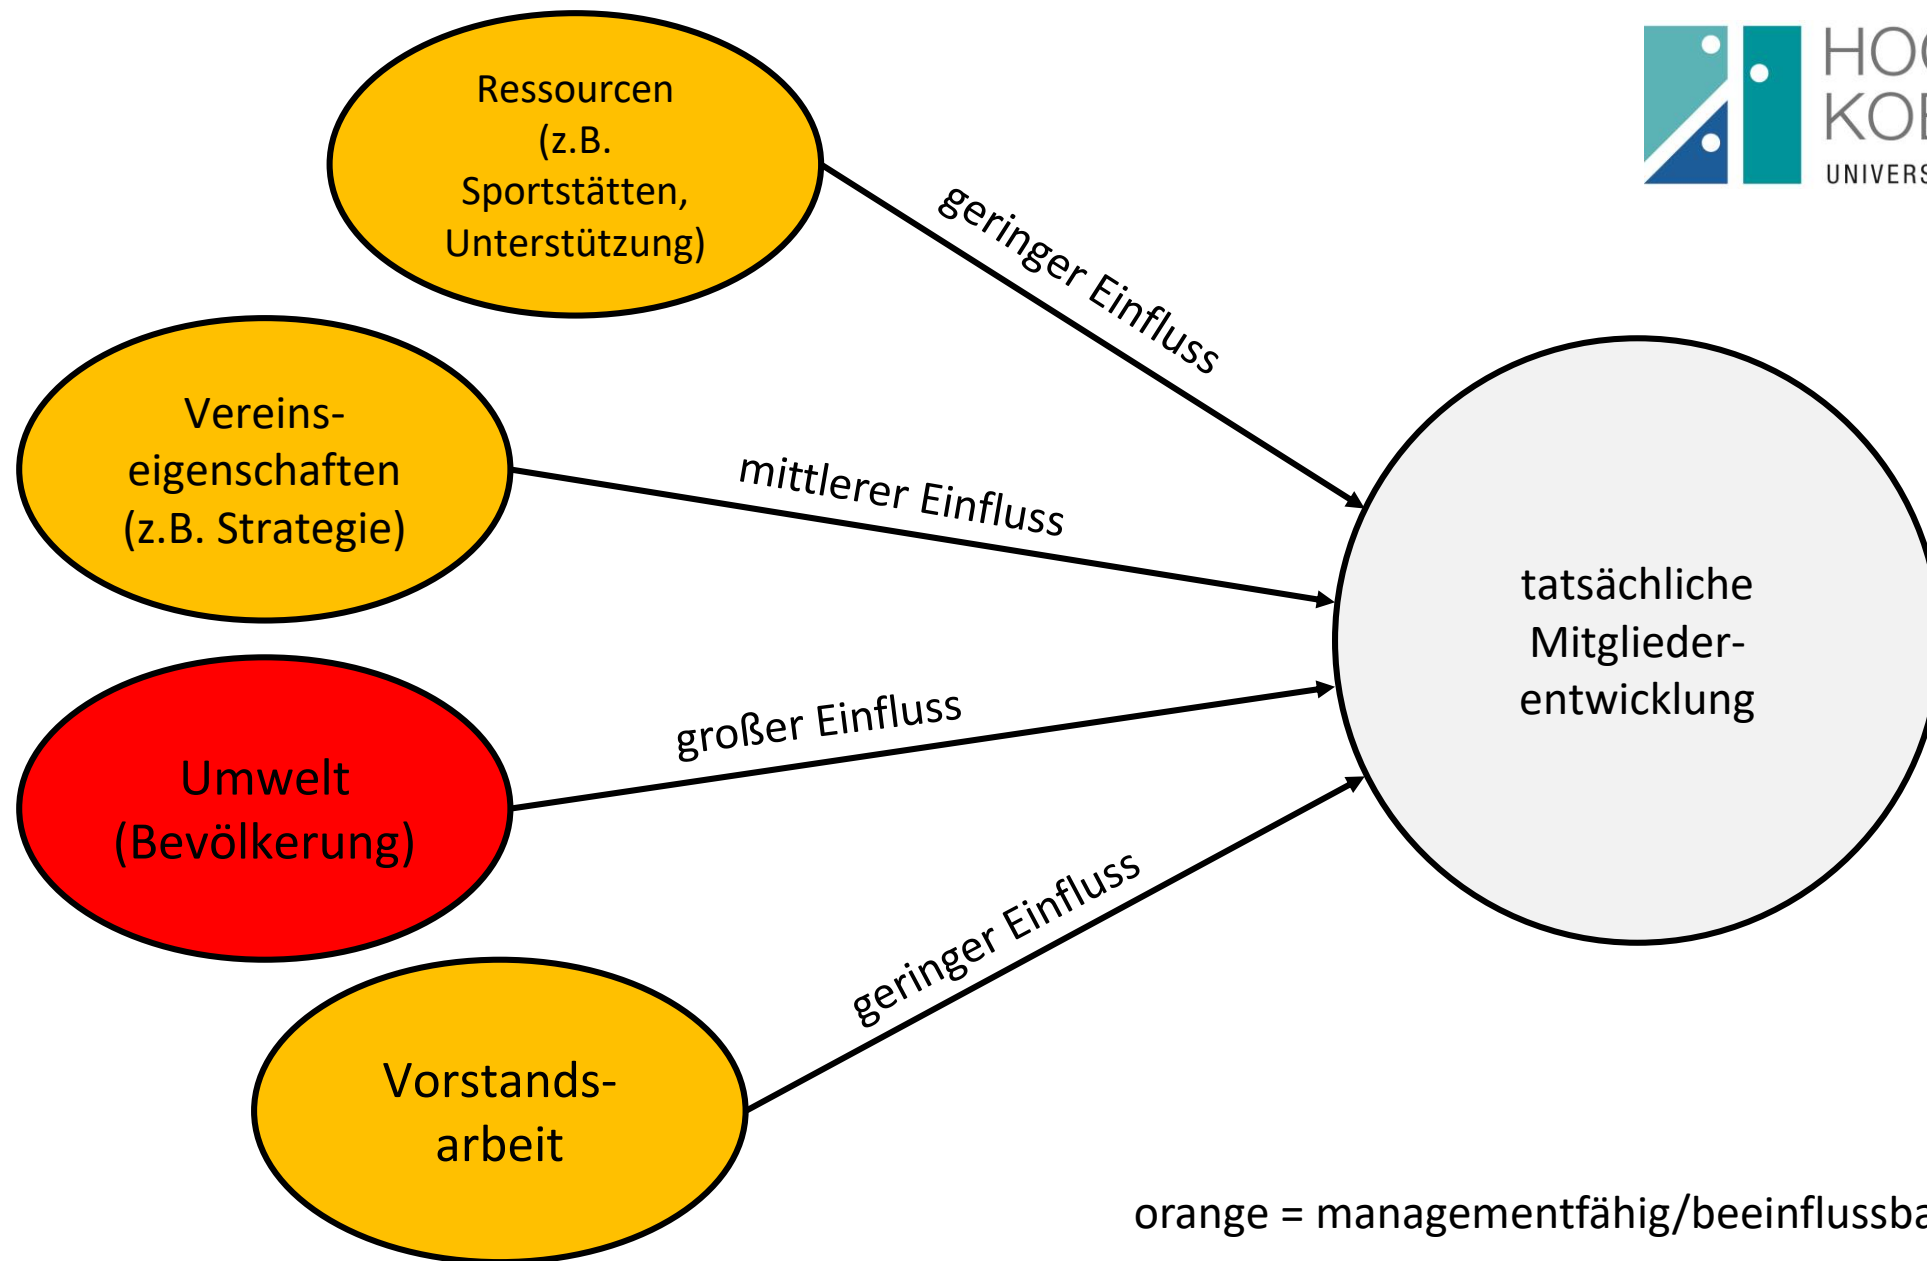 Ressourcen
(z.B.
Sportstätten,
Unterstützung)
geringer Einfluss
Vereins-
eigenschaften
(z.B. Strategie)
mittlerer Einfluss
tatsächliche
Mitglieder-
entwicklung
Umwelt
(Bevölkerung)
großer Einfluss
Vorstands-
arbeit
geringer Einfluss
orange = managementfähig/